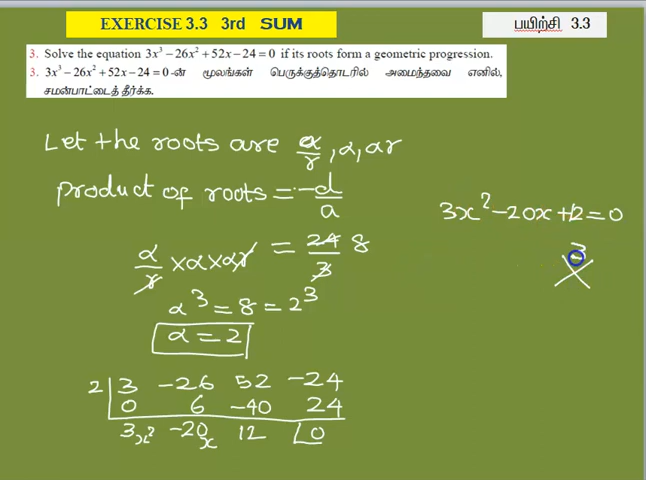 EXERCISE 3.3 3rd SUM
பயிற்சி 3.3
3. Solve the equation 3x³ − 26x² + 52x − 24 = 0 if its roots form a geometric progression.
3. 3x³ − 26x² + 52x − 24 = 0 -ன் மூலங்கள் பெருக்குத்தொடரில் அமைந்தவை எனில்,
சமன்பாட்டைத் தீர்க்க.
Let the roots are α/r, α, αr
product of roots = -d/a
α/r × α × αr = 24/3 8
α³ = 8 = 2³
α = 2
2 | 3 -26 52 -24
0 6 -40 24
3x² -20x 12 | 0
3x² - 20x + 12 = 0
3